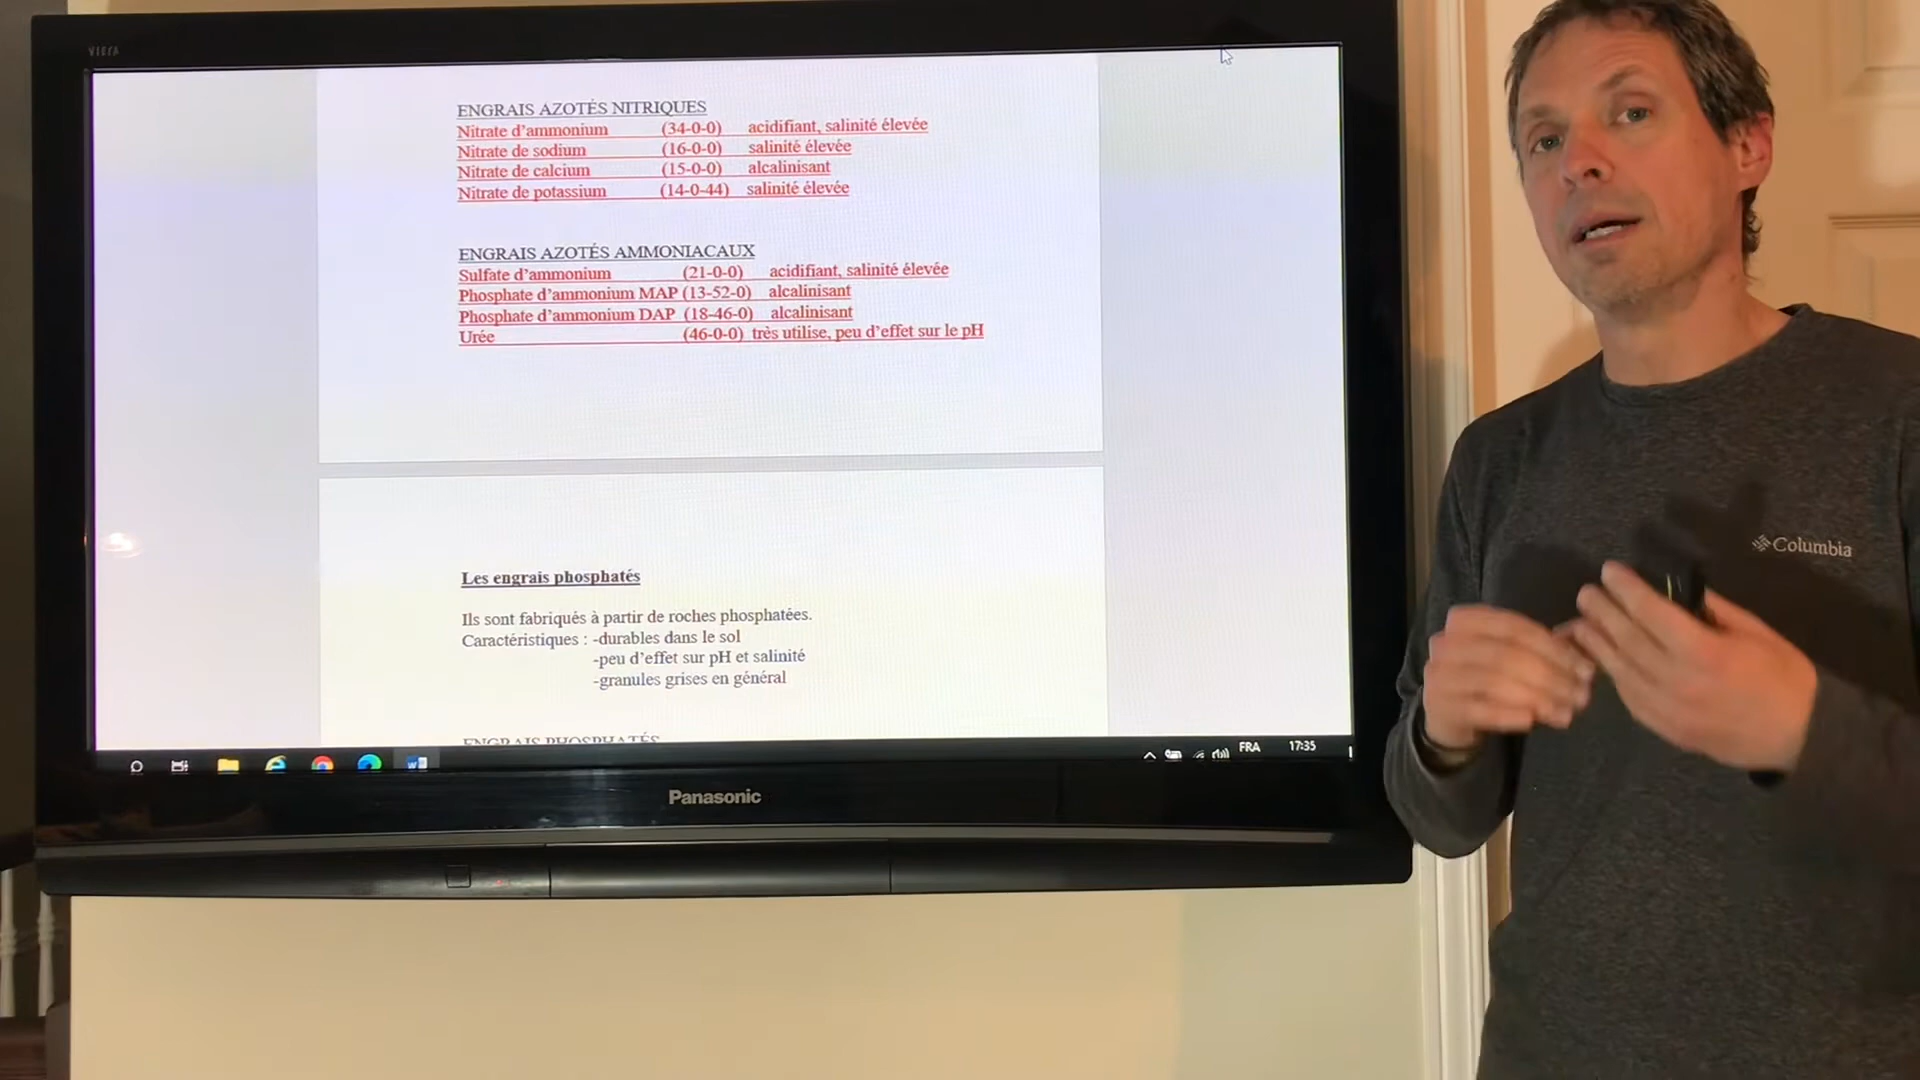 VIERA
ENGRAIS AZOTÉS NITRIQUES
Nitrate d'ammonium (34-0-0) acidifiant, salinité élevée
Nitrate de sodium (16-0-0) salinité élevée
Nitrate de calcium (15-0-0) alcalinisant
Nitrate de potassium (14-0-44) salinité élevée
ENGRAIS AZOTÉS AMMONIACAUX
Sulfate d'ammonium (21-0-0) acidifiant, salinité élevée
Phosphate d'ammonium MAP (13-52-0) alcalinisant
Phosphate d'ammonium DAP (18-46-0) alcalinisant
Urée (46-0-0) très utilise, peu d'effet sur le pH
Les engrais phosphatés
Ils sont fabriqués à partir de roches phosphatées.
Caractéristiques : -durables dans le sol
-peu d'effet sur pH et salinité
-granules grises en général
ENGRAIS PHOSPHATÉS
FRA 17:35
Panasonic
Columbia